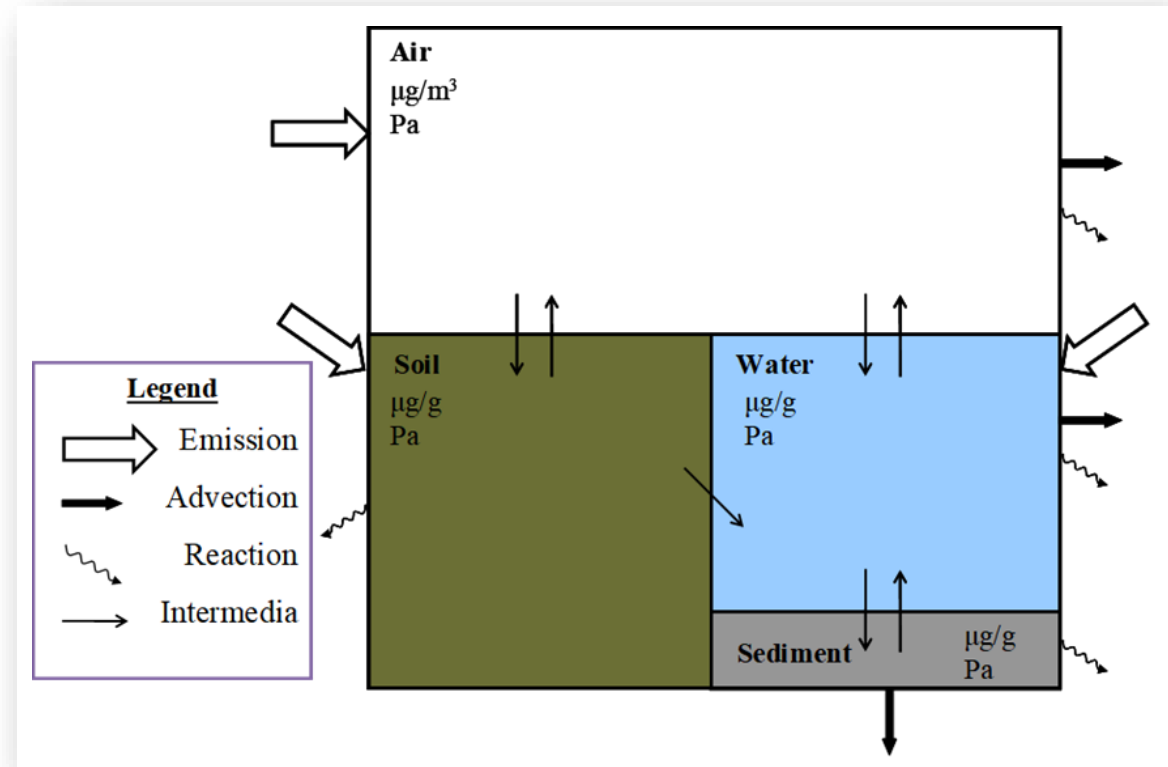 Air
μg/m³
Pa
Soil
μg/g
Pa
Water
μg/g
Pa
Sediment
μg/g
Pa
Legend
Emission
Advection
Reaction
Intermedia